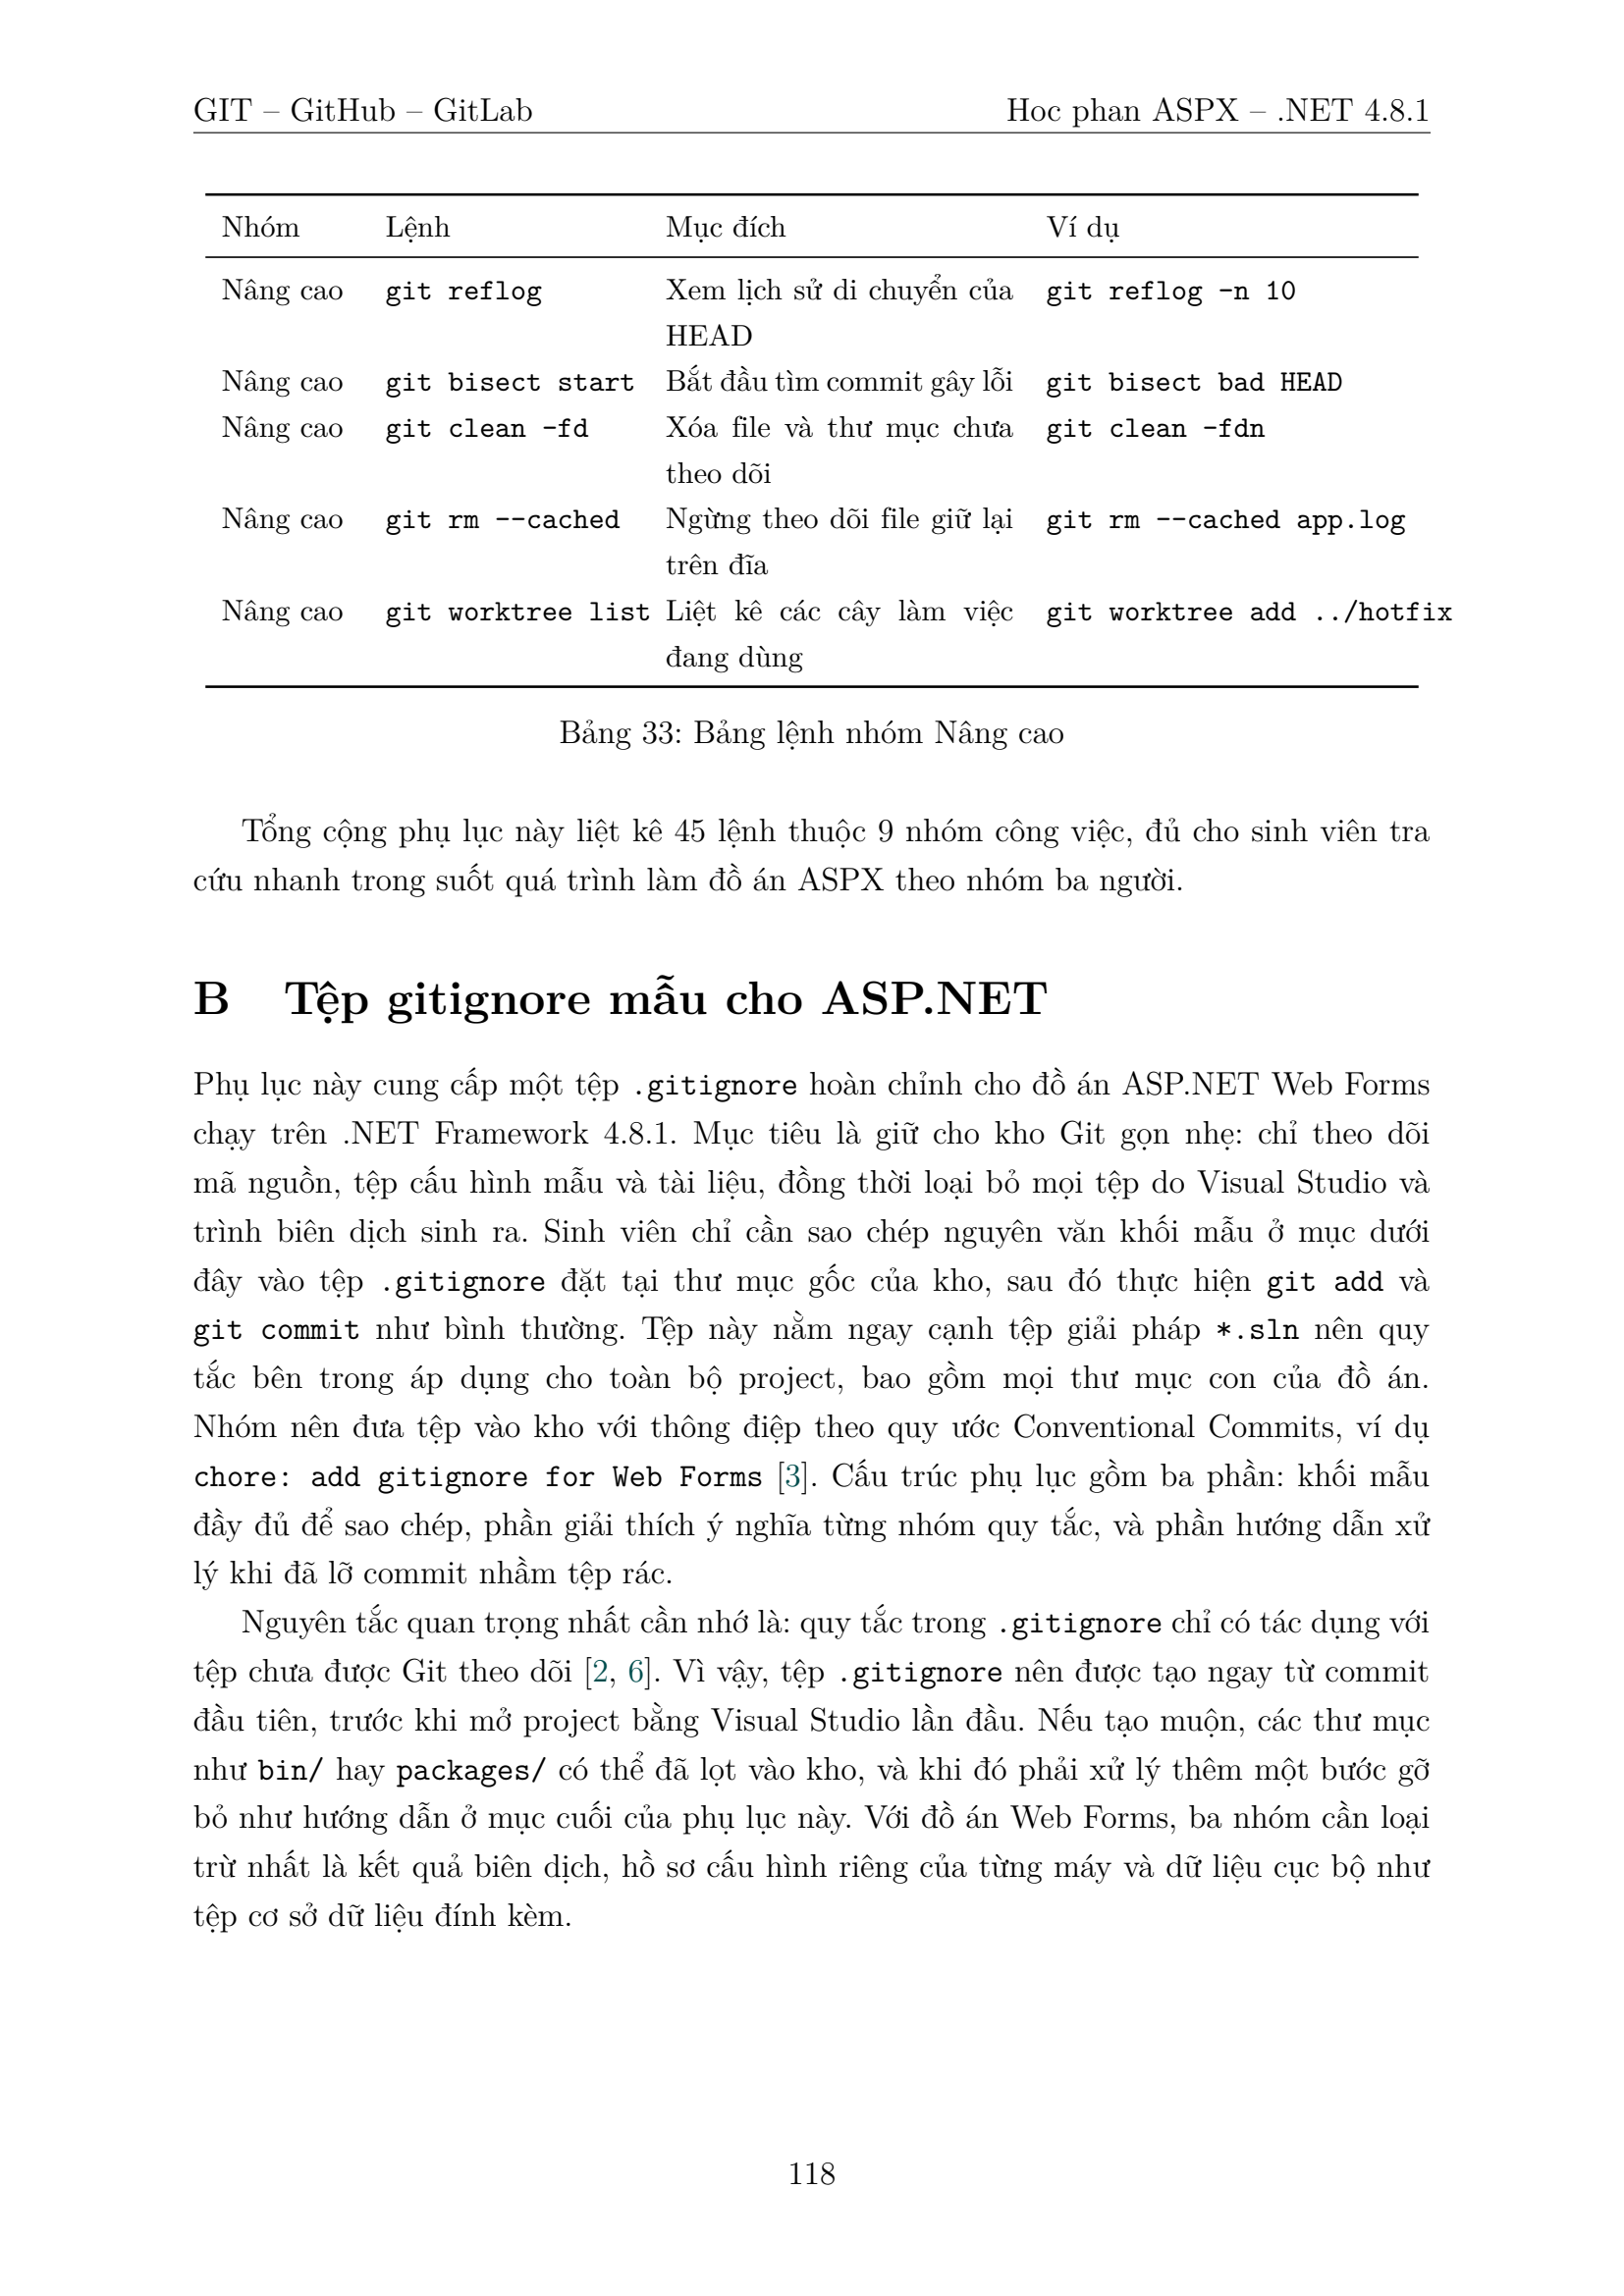 GIT – GitHub – GitLab Hoc phan ASPX – .NET 4.8.1
Nhóm Lệnh Mục đích Ví dụ
Nâng cao git reflog Xem lịch sử di chuyển của git reflog -n 10
HEAD
Nâng cao git bisect start Bắt đầu tìm commit gây lỗi git bisect bad HEAD
Nâng cao git clean -fd Xóa file và thư mục chưa git clean -fdn
theo dõi
Nâng cao git rm --cached Ngừng theo dõi file giữ lại git rm --cached app.log
trên đĩa
Nâng cao git worktree list Liệt kê các cây làm việc git worktree add ../hotfix
đang dùng
Bảng 33: Bảng lệnh nhóm Nâng cao
Tổng cộng phụ lục này liệt kê 45 lệnh thuộc 9 nhóm công việc, đủ cho sinh viên tra
cứu nhanh trong suốt quá trình làm đồ án ASPX theo nhóm ba người.
B Tệp gitignore mẫu cho ASP.NET
Phụ lục này cung cấp một tệp .gitignore hoàn chỉnh cho đồ án ASP.NET Web Forms
chạy trên .NET Framework 4.8.1. Mục tiêu là giữ cho kho Git gọn nhẹ: chỉ theo dõi
mã nguồn, tệp cấu hình mẫu và tài liệu, đồng thời loại bỏ mọi tệp do Visual Studio và
trình biên dịch sinh ra. Sinh viên chỉ cần sao chép nguyên văn khối mẫu ở mục dưới
đây vào tệp .gitignore đặt tại thư mục gốc của kho, sau đó thực hiện git add và
git commit như bình thường. Tệp này nằm ngay cạnh tệp giải pháp *.sln nên quy
tắc bên trong áp dụng cho toàn bộ project, bao gồm mọi thư mục con của đồ án.
Nhóm nên đưa tệp vào kho với thông điệp theo quy ước Conventional Commits, ví dụ
chore: add gitignore for Web Forms [3]. Cấu trúc phụ lục gồm ba phần: khối mẫu
đầy đủ để sao chép, phần giải thích ý nghĩa từng nhóm quy tắc, và phần hướng dẫn xử
lý khi đã lỡ commit nhầm tệp rác.
Nguyên tắc quan trọng nhất cần nhớ là: quy tắc trong .gitignore chỉ có tác dụng với
tệp chưa được Git theo dõi [2, 6]. Vì vậy, tệp .gitignore nên được tạo ngay từ commit
đầu tiên, trước khi mở project bằng Visual Studio lần đầu. Nếu tạo muộn, các thư mục
như bin/ hay packages/ có thể đã lọt vào kho, và khi đó phải xử lý thêm một bước gỡ
bỏ như hướng dẫn ở mục cuối của phụ lục này. Với đồ án Web Forms, ba nhóm cần loại
trừ nhất là kết quả biên dịch, hồ sơ cấu hình riêng của từng máy và dữ liệu cục bộ như
tệp cơ sở dữ liệu đính kèm.
118